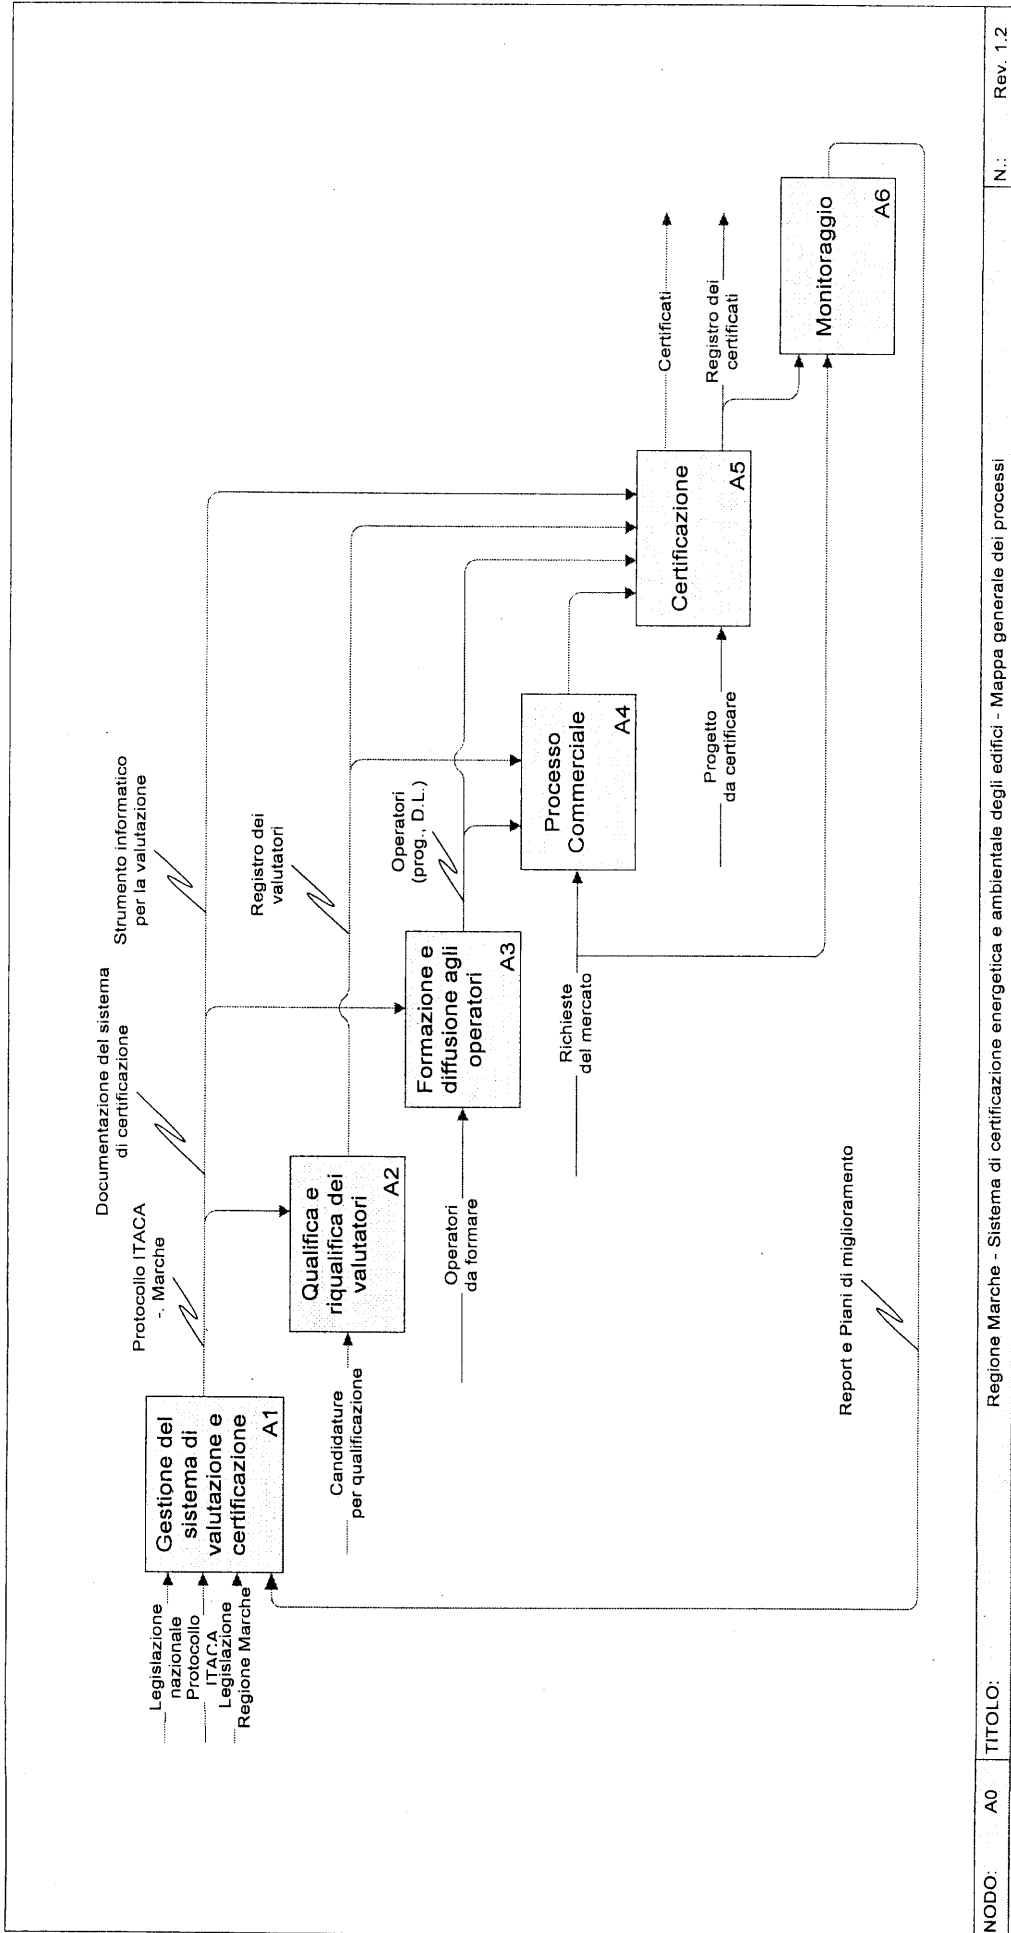 Legislazione
nazionale
Protocollo
ITACA
Legislazione
Regione Marche
Gestione del
sistema di
valutazione e
certificazione
A1
Protocollo ITACA
-. Marche
Documentazione del sistema
di certificazione
Strumento informatico
per la valutazione
Candidature
per qualificazione
Qualifica e
riqualifica dei
valutatori
A2
Registro dei
valutatori
Operatori
da formare
Formazione e
diffusione agli
operatori
A3
Operatori
(prog., D.L.)
Richieste
del mercato
Processo
Commerciale
A4
Progetto
da certificare
Certificazione
A5
Certificati
Registro dei
certificati
Monitoraggio
A6
Report e Piani di miglioramento
NODO: A0
TITOLO:
Regione Marche - Sistema di certificazione energetica e ambientale degli edifici - Mappa generale dei processi
N.: Rev. 1.2